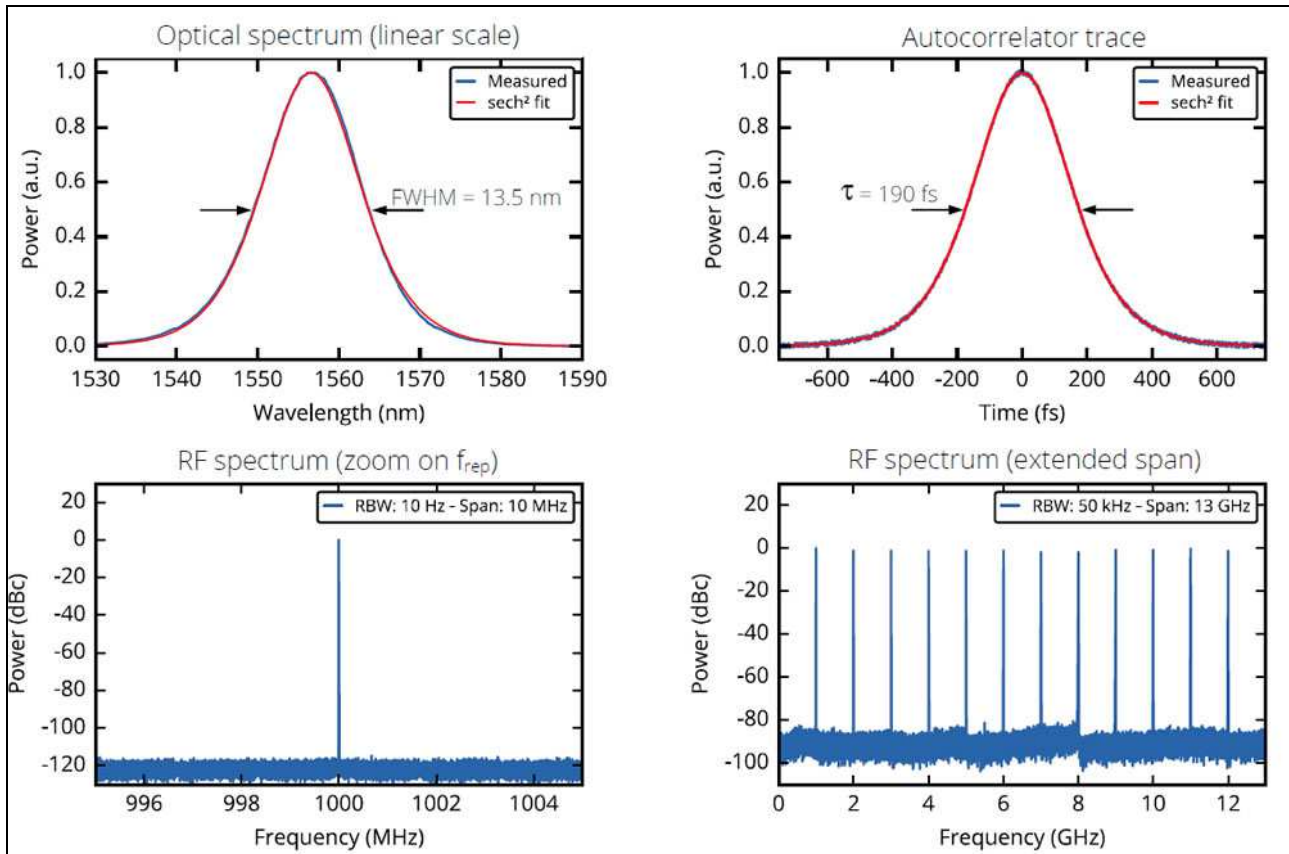 Optical spectrum (linear scale)
1.0
0.8
0.6
0.4
0.2
0.0
Power (a.u.)
Measured
sech² fit
FWHM = 13.5 nm
1530
1540
1550
1560
1570
1580
1590
Wavelength (nm)
Autocorrelator trace
1.0
0.8
0.6
0.4
0.2
0.0
Power (a.u.)
Measured
sech² fit
τ = 190 fs
-600
-400
-200
0
200
400
600
Time (fs)
RF spectrum (zoom on frep)
20
0
-20
-40
-60
-80
-100
-120
Power (dBc)
RBW: 10 Hz - Span: 10 MHz
996
998
1000
1002
1004
Frequency (MHz)
RF spectrum (extended span)
20
0
-20
-40
-60
-80
-100
Power (dBc)
RBW: 50 kHz - Span: 13 GHz
0
2
4
6
8
10
12
Frequency (GHz)